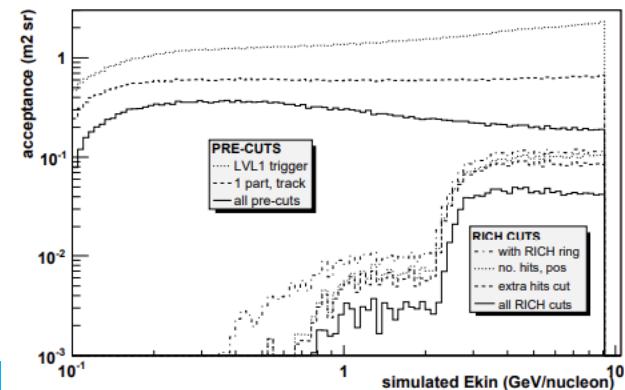 acceptance (m2 sr)
1
10-1
10-2
10-3
PRE-CUTS
LVL1 trigger
1 part, track
all pre-cuts
RICH CUTS
with RICH ring
no. hits, pos
extra hits cut
all RICH cuts
10-1
1
10
simulated Ekin (GeV/nucleon)